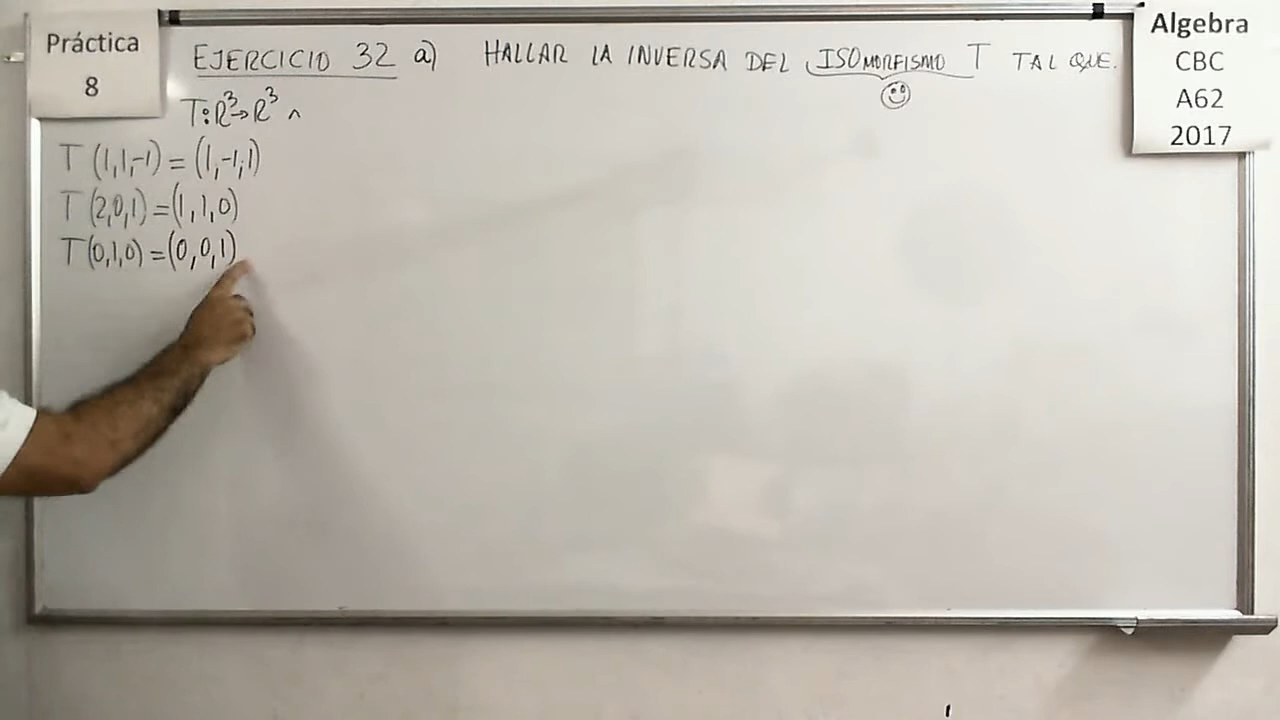 Práctica
8
EJERCICIO 32 a) HALLAR LA INVERSA DEL ISOMORFISMO T TAL QUE.
T:R³→R³ ^
T(1,1,-1)=(1,-1,1)
T(2,0,1)=(1,1,0)
T(0,1,0)=(0,0,1)
Algebra
CBC
A62
2017